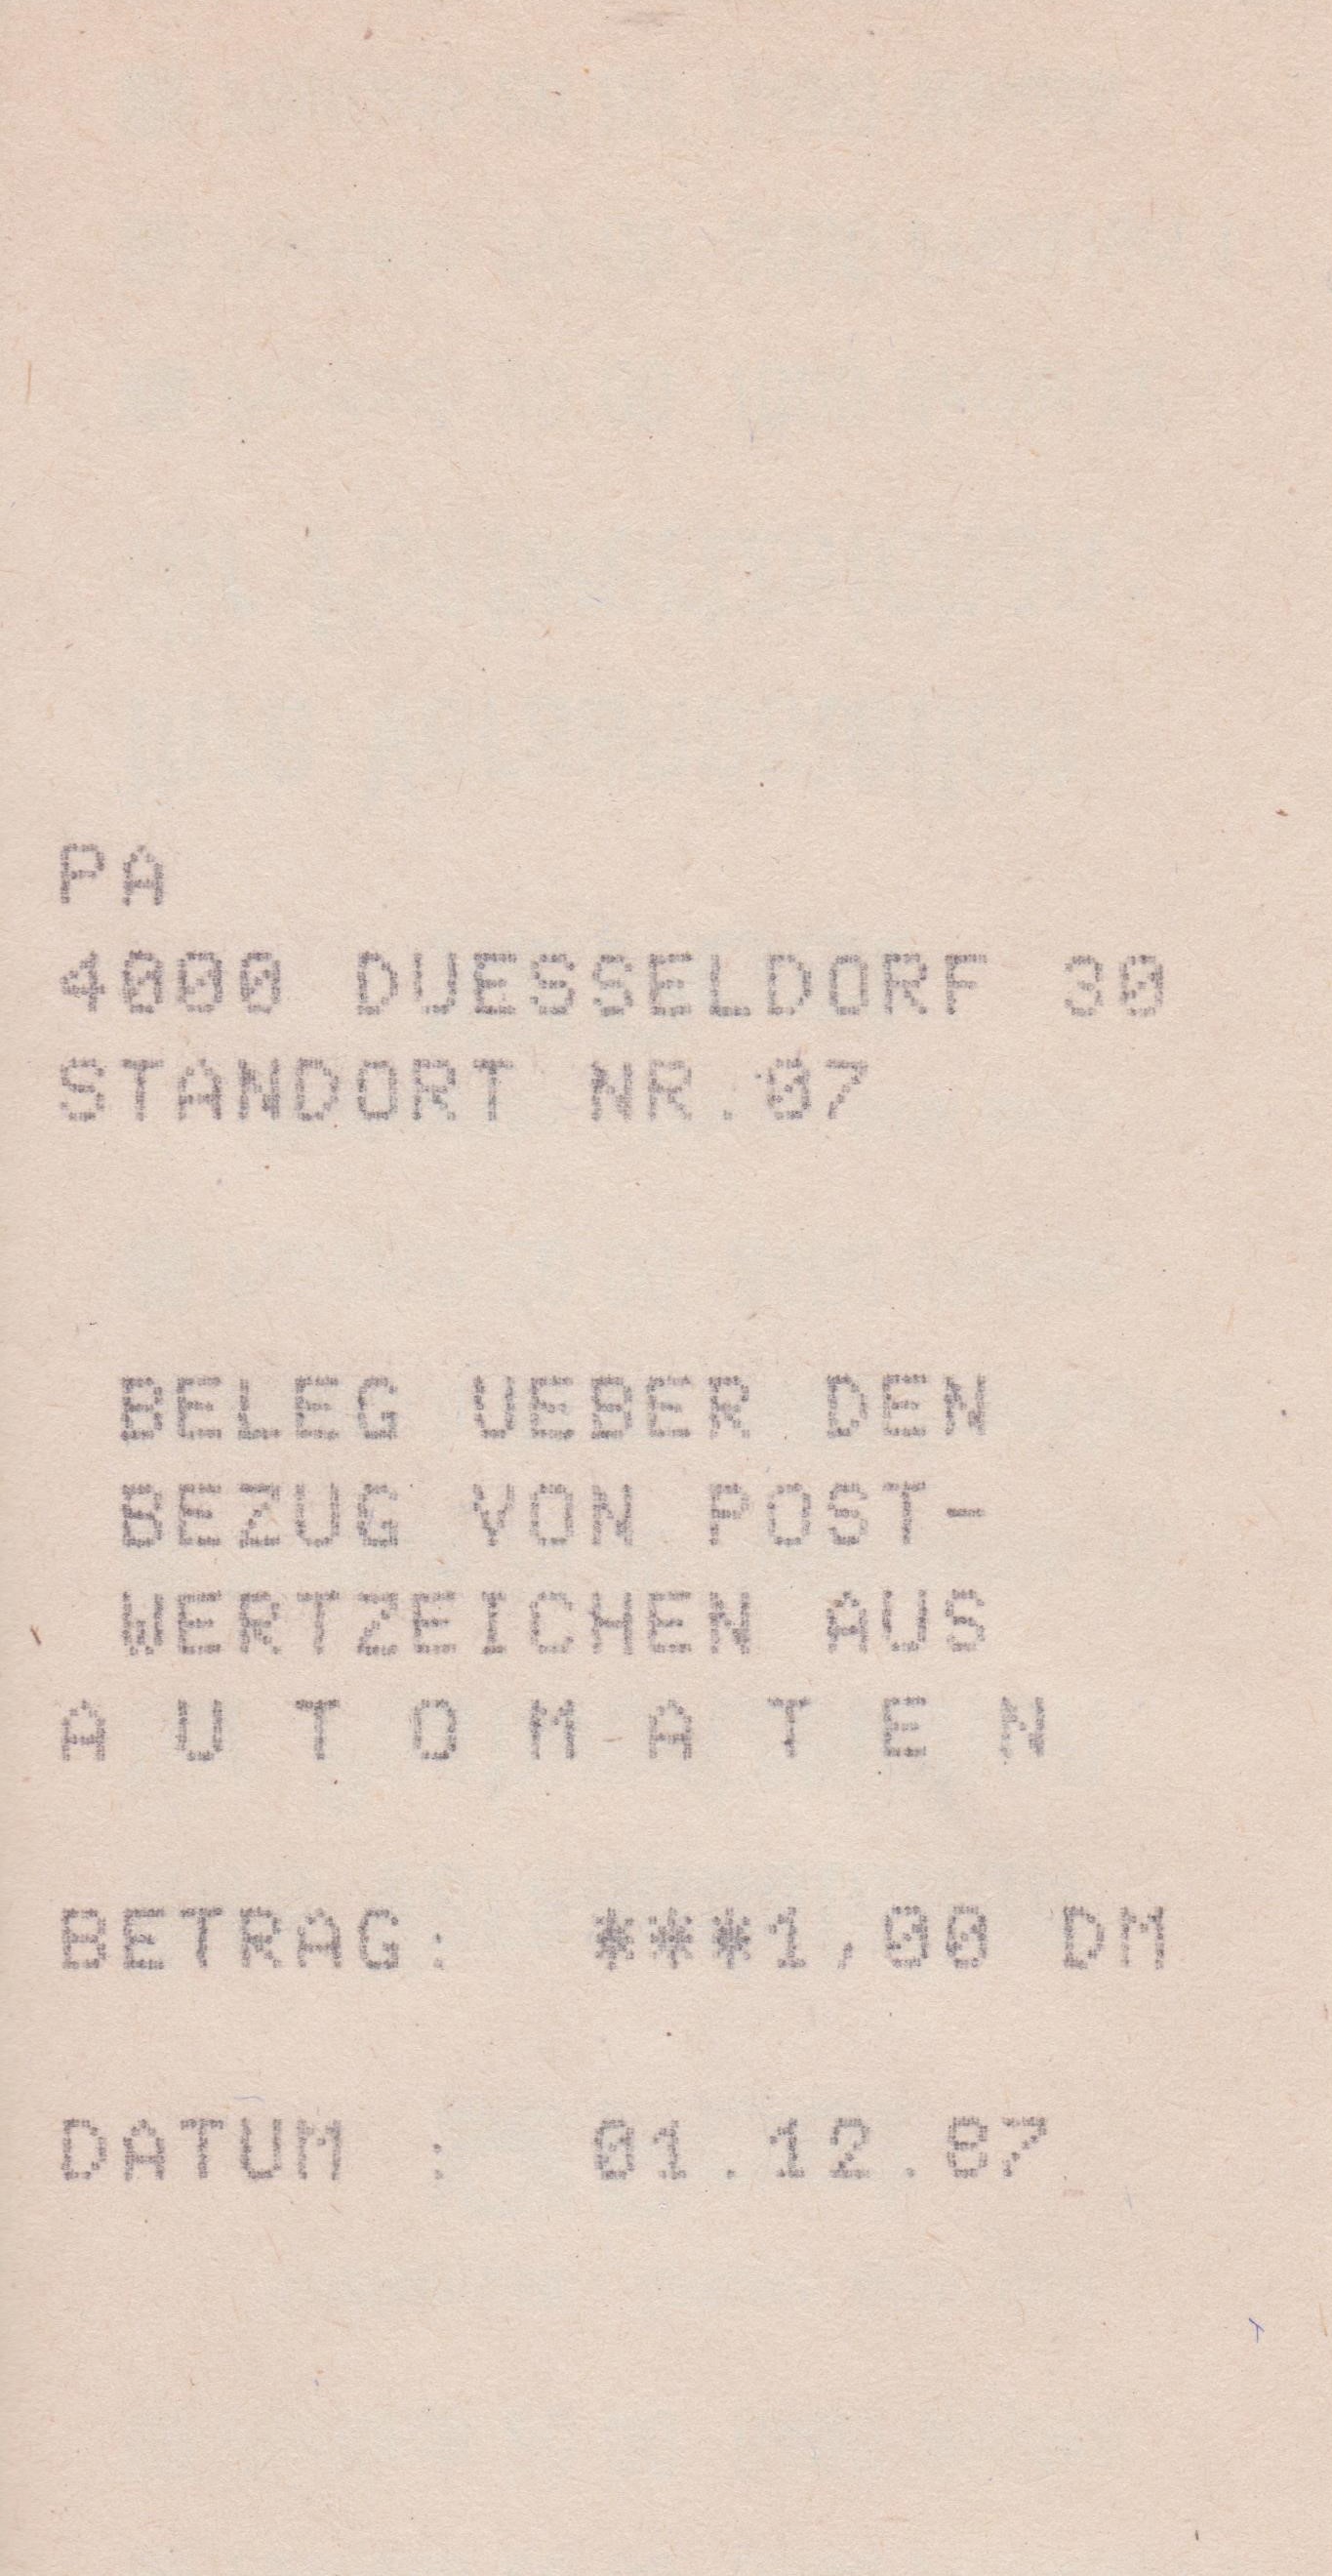 PA
4000 DUESSELDORF 30
STANDORT NR.07
BELEG UEBER DEN
BEZUG VON POST-
WERTZEICHEN AUS
A U T O M A T E N
BETRAG: ***1,00 DM
DATUM : 01.12.87